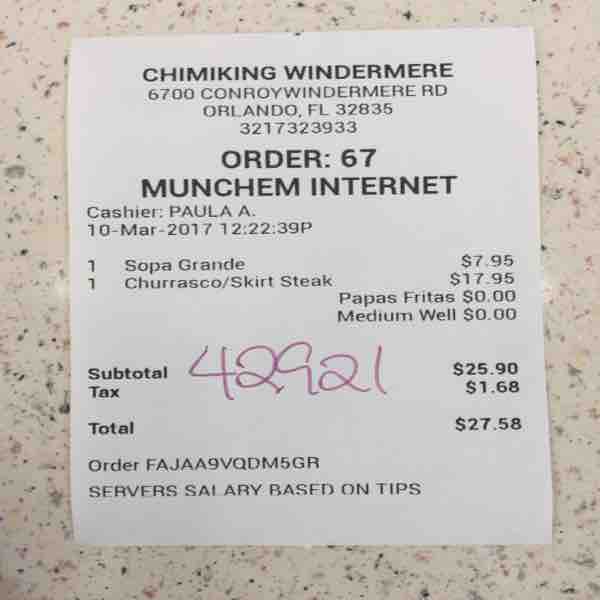 CHIMIKING WINDERMERE
6700 CONROYWINDERMERE RD
ORLANDO, FL 32835
3217323933
ORDER: 67
MUNCHEM INTERNET
Cashier: PAULA A.
10-Mar-2017 12:22:39P
1 Sopa Grande $7.95
1 Churrasco/Skirt Steak $17.95
Papas Fritas $0.00
Medium Well $0.00
42921
Subtotal $25.90
Tax $1.68
Total $27.58
Order FAJAA9VQDM5GR
SERVERS SALARY BASED ON TIPS